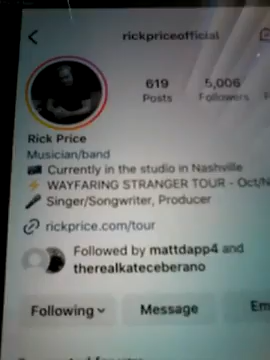 rickpriceofficial
619 5,006
Posts Followers
Rick Price
Musician/band
Currently in the studio in Nashville
WAYFARING STRANGER TOUR - Oct/N
Singer/Songwriter, Producer
rickprice.com/tour
Followed by mattdapp4 and
therealkateceberano
Following Message Em